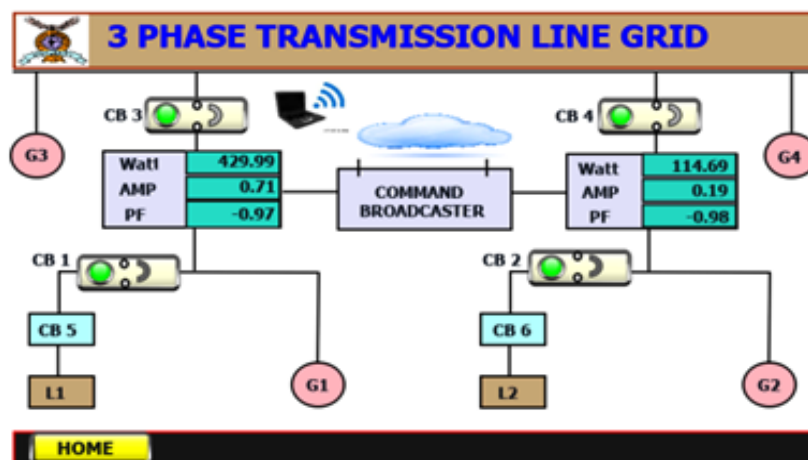 3 PHASE TRANSMISSION LINE GRID
CB 3
CB 4
G3
G4
Watt 429.99
AMP 0.71
PF -0.97
COMMAND
BROADCASTER
Watt 114.69
AMP 0.19
PF -0.98
CB 1
CB 2
CB 5
CB 6
L1
G1
L2
G2
HOME